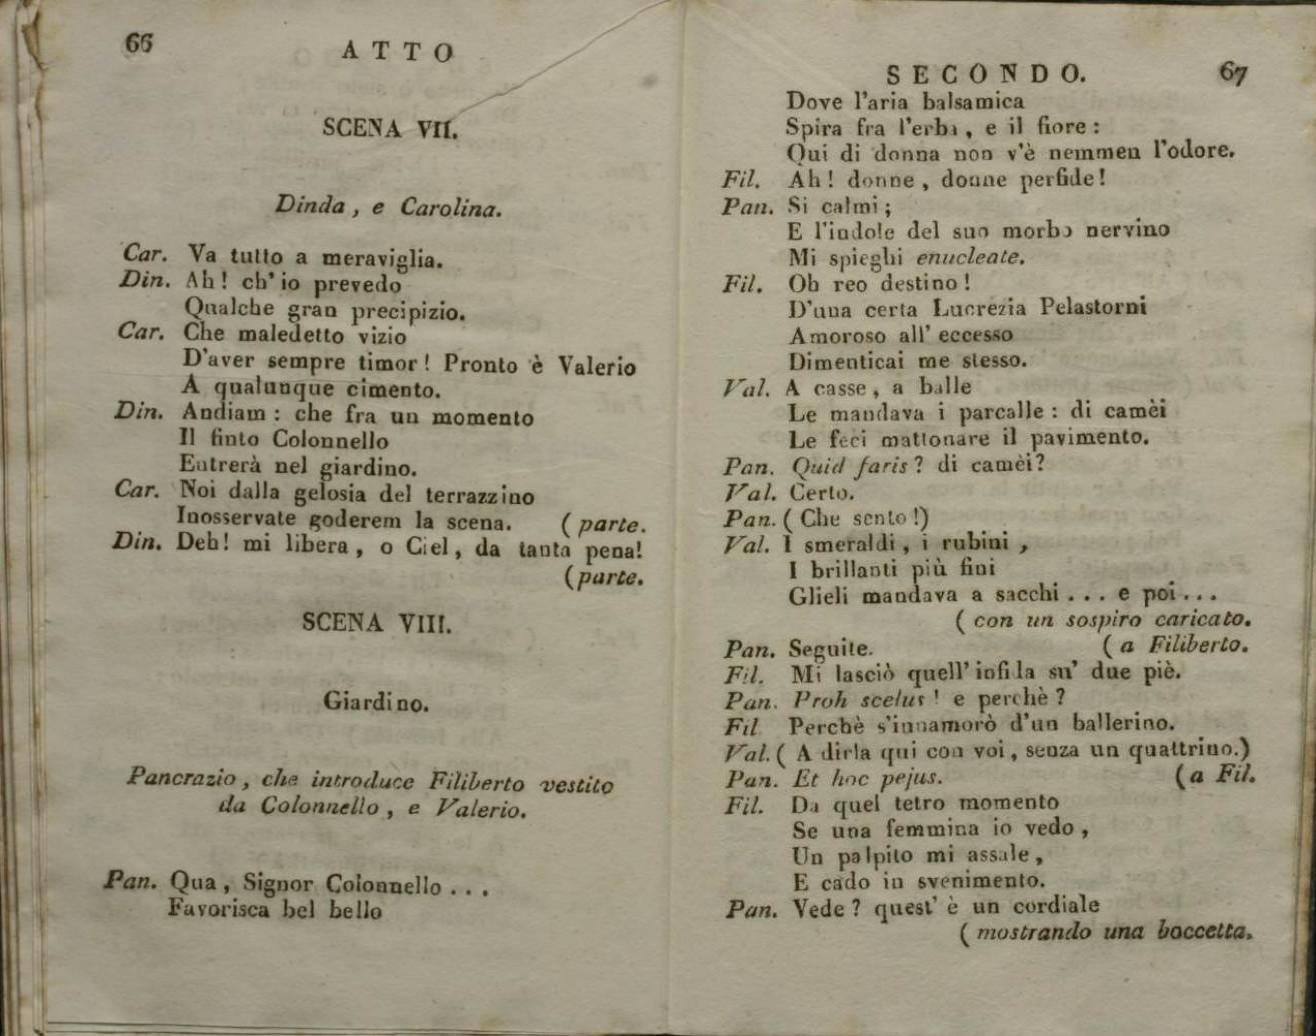 66
ATTO
SCENA VII.
Dinda, e Carolina.
Car. Va tutto a meraviglia.
Din. Ah! ch' io prevedo
Qualche gran precipizio.
Car. Che maledetto vizio
D'aver sempre timor! Pronto è Valerio
A qualunque cimento.
Din. Andiam: che fra un momento
Il finto Colonnello
Entrerà nel giardino.
Car. Noi dalla gelosia del terrazzino
Inosservate goderem la scena. (parte.
Din. Deh! mi libera, o Ciel, da tanta pena!
(parte.
SCENA VIII.
Giardino.
Pancrazio, che introduce Filiberto vestito
da Colonnello, e Valerio.
Pan. Qua, Signor Colonnello...
Favorisca bel bello
SECONDO. 67
Dove l'aria balsamica
Spira fra l'erba, e il fiore:
Qui di donna non v'è nemmen l'odore.
Fil. Ah! donne, donne perfide!
Pan. Si calmi;
E l'indole del suo morbo nervino
Mi spieghi enucleate.
Fil. Oh reo destino!
D'una certa Lucrezia Pelastorni
Amoroso all' eccesso
Dimenticai me stesso.
Val. A casse, a balle
Le mandava i parcalle: di camèi
Le feci mattonare il pavimento.
Pan. Quid faris? di camèi?
Val. Certo.
Pan. (Che sento!)
Val. I smeraldi, i rubini,
I brillanti più fini
Glieli mandava a sacchi... e poi...
(con un sospiro caricato.
Pan. Seguite. (a Filiberto.
Fil. Mi lasciò quell' infida su' due piè.
Pan. Proh scelus! e perchè?
Fil Perchè s'innamorò d'un ballerino.
Val. (A dirla qui con voi, senza un quattrino.)
Pan. Et hoc pejus. (a Fil.
Fil. Da quel tetro momento
Se una femmina io vedo,
Un palpito mi assale,
E cado in svenimento.
Pan. Vede? quest' è un cordiale
(mostrando una boccetta.